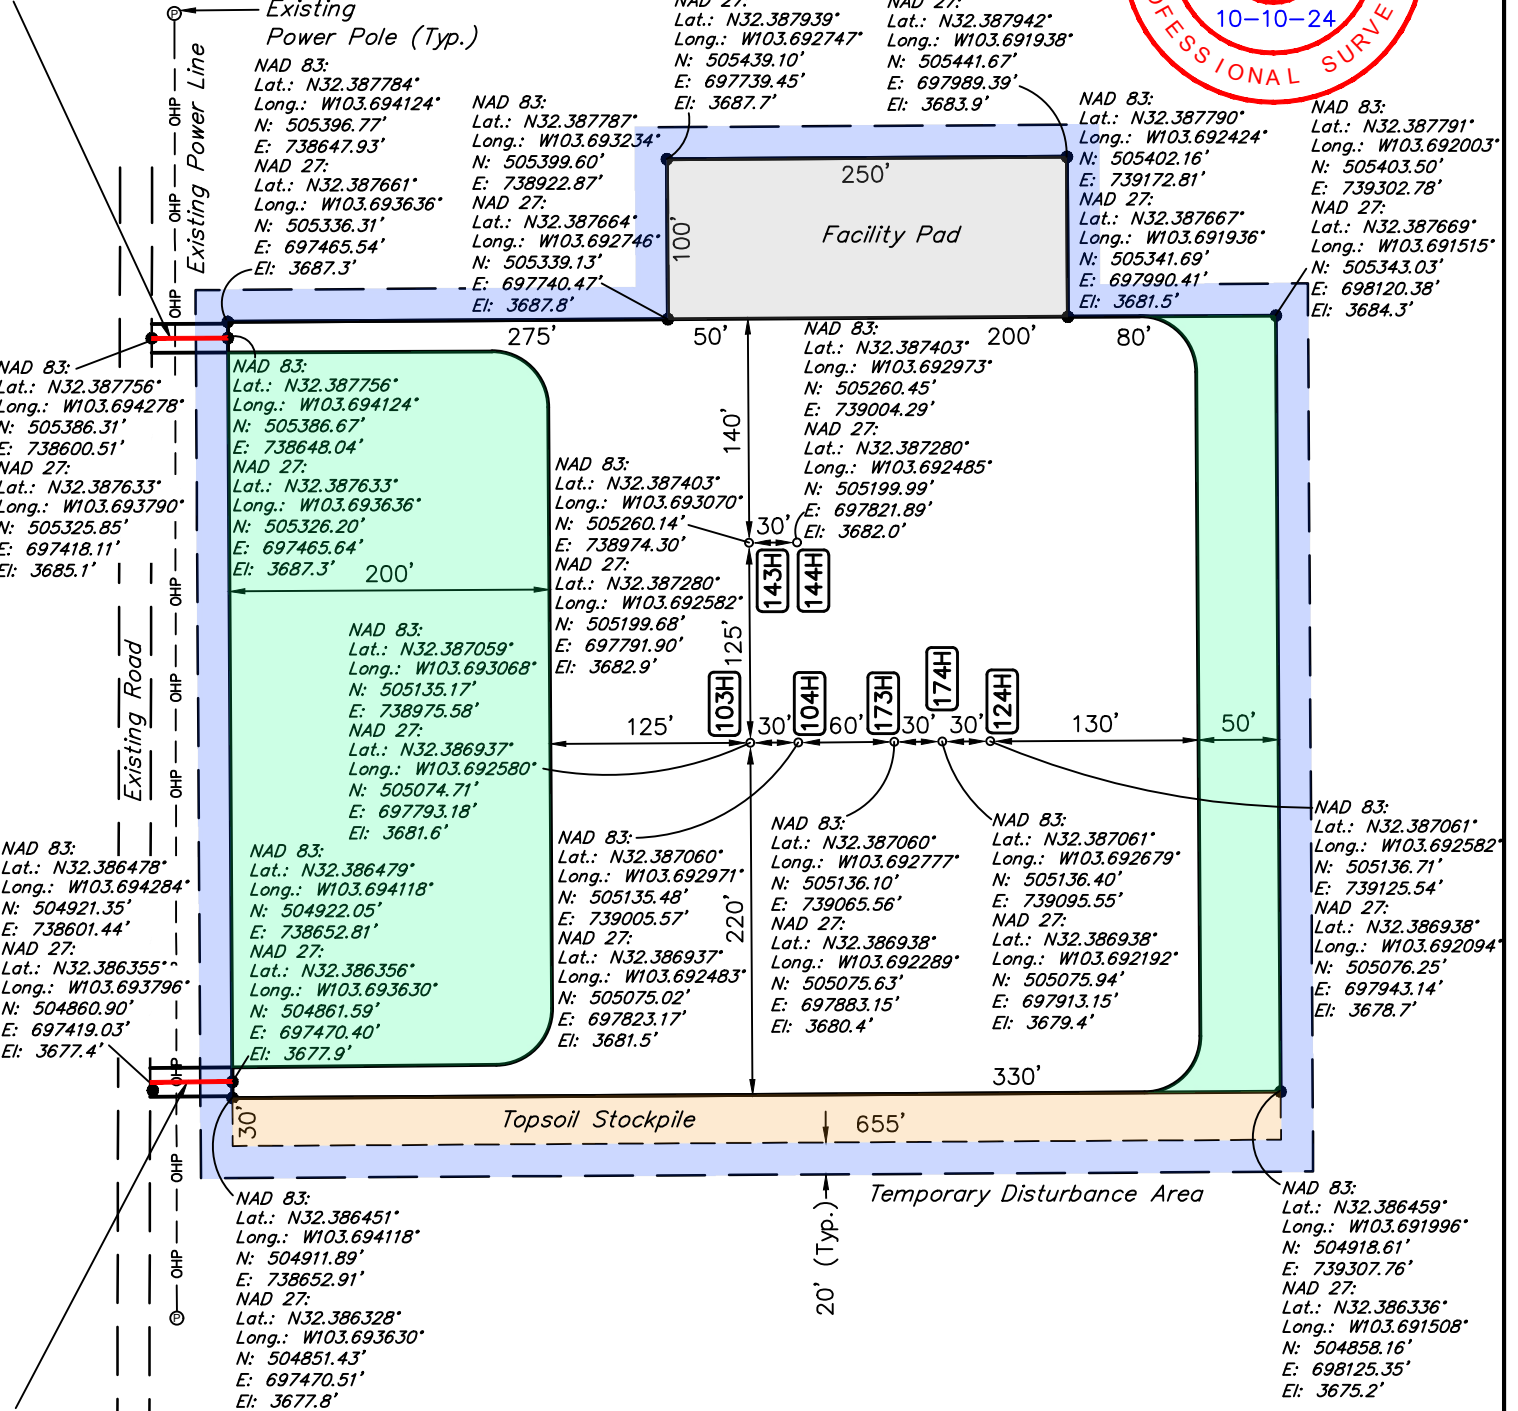 Existing
Power Pole (Typ.)
P
OHP
Existing Power Line
NAD 83:
Lat.: N32.387784°
Long.: W103.694124°
N: 505396.77'
E: 738647.93'
NAD 27:
Lat.: N32.387661°
Long.: W103.693636°
N: 505336.31'
E: 697465.54'
El: 3687.3'
NAD 83:
Lat.: N32.387787°
Long.: W103.693234°
N: 505399.60'
E: 738922.87'
NAD 27:
Lat.: N32.387664°
Long.: W103.692746°
N: 505339.13'
E: 697740.47'
El: 3687.8'
NAD 27:
Lat.: N32.387939°
Long.: W103.692747°
N: 505439.10'
E: 697739.45'
El: 3687.7'
NAD 27:
Lat.: N32.387942°
Long.: W103.691938°
N: 505441.67'
E: 697989.39'
El: 3683.9'
10-10-24
OFESSIONAL SURVE
NAD 83:
Lat.: N32.387790°
Long.: W103.692424°
N: 505402.16'
E: 739172.81'
NAD 27:
Lat.: N32.387667°
Long.: W103.691936°
N: 505341.69'
E: 697990.41'
El: 3681.5'
NAD 83:
Lat.: N32.387791°
Long.: W103.692003°
N: 505403.50'
E: 739302.78'
NAD 27:
Lat.: N32.387669°
Long.: W103.691515°
N: 505343.03'
E: 698120.38'
El: 3684.3'
250'
100'
Facility Pad
OHP
OHP
275'
50'
200'
80'
NAD 83:
Lat.: N32.387756°
Long.: W103.694278°
N: 505386.31'
E: 738600.51'
NAD 27:
Lat.: N32.387633°
Long.: W103.693790°
N: 505325.85'
E: 697418.11'
El: 3685.1'
NAD 83:
Lat.: N32.387756°
Long.: W103.694124°
N: 505386.67'
E: 738648.04'
NAD 27:
Lat.: N32.387633°
Long.: W103.693636°
N: 505326.20'
E: 697465.64'
El: 3687.3'
200'
140'
NAD 83:
Lat.: N32.387403°
Long.: W103.692973°
N: 505260.45'
E: 739004.29'
NAD 27:
Lat.: N32.387280°
Long.: W103.692485°
N: 505199.99'
E: 697821.89'
El: 3682.0'
NAD 83:
Lat.: N32.387403°
Long.: W103.693070°
N: 505260.14'
E: 738974.30'
NAD 27:
Lat.: N32.387280°
Long.: W103.692582°
N: 505199.68'
E: 697791.90'
El: 3682.9'
30'
143H
144H
125'
OHP
OHP
OHP
Existing Road
NAD 83:
Lat.: N32.387059°
Long.: W103.693068°
N: 505135.17'
E: 738975.58'
NAD 27:
Lat.: N32.386937°
Long.: W103.692580°
N: 505074.71'
E: 697793.18'
El: 3681.6'
103H
104H
173H
174H
124H
125'
30'
60'
30'
30'
130'
50'
220'
NAD 83:
Lat.: N32.386478°
Long.: W103.694284°
N: 504921.35'
E: 738601.44'
NAD 27:
Lat.: N32.386355°
Long.: W103.693796°
N: 504860.90'
E: 697419.03'
El: 3677.4'
NAD 83:
Lat.: N32.386479°
Long.: W103.694118°
N: 504922.05'
E: 738652.81'
NAD 27:
Lat.: N32.386356°
Long.: W103.693630°
N: 504861.59'
E: 697470.40'
El: 3677.9'
NAD 83:
Lat.: N32.387060°
Long.: W103.692971°
N: 505135.48'
E: 739005.57'
NAD 27:
Lat.: N32.386937°
Long.: W103.692483°
N: 505075.02'
E: 697823.17'
El: 3681.5'
NAD 83:
Lat.: N32.387060°
Long.: W103.692777°
N: 505136.10'
E: 739065.56'
NAD 27:
Lat.: N32.386938°
Long.: W103.692289°
N: 505075.63'
E: 697883.15'
El: 3680.4'
NAD 83:
Lat.: N32.387061°
Long.: W103.692679°
N: 505136.40'
E: 739095.55'
NAD 27:
Lat.: N32.386938°
Long.: W103.692192°
N: 505075.94'
E: 697913.15'
El: 3679.4'
NAD 83:
Lat.: N32.387061°
Long.: W103.692582°
N: 505136.71'
E: 739125.54'
NAD 27:
Lat.: N32.386938°
Long.: W103.692094°
N: 505076.25'
E: 697943.14'
El: 3678.7'
OHP
330'
30'
Topsoil Stockpile
655'
OHP
OHP
P
20' (Typ.)
Temporary Disturbance Area
NAD 83:
Lat.: N32.386451°
Long.: W103.694118°
N: 504911.89'
E: 738652.91'
NAD 27:
Lat.: N32.386328°
Long.: W103.693630°
N: 504851.43'
E: 697470.51'
El: 3677.8'
NAD 83:
Lat.: N32.386459°
Long.: W103.691996°
N: 504918.61'
E: 739307.76'
NAD 27:
Lat.: N32.386336°
Long.: W103.691508°
N: 504858.16'
E: 698125.35'
El: 3675.2'